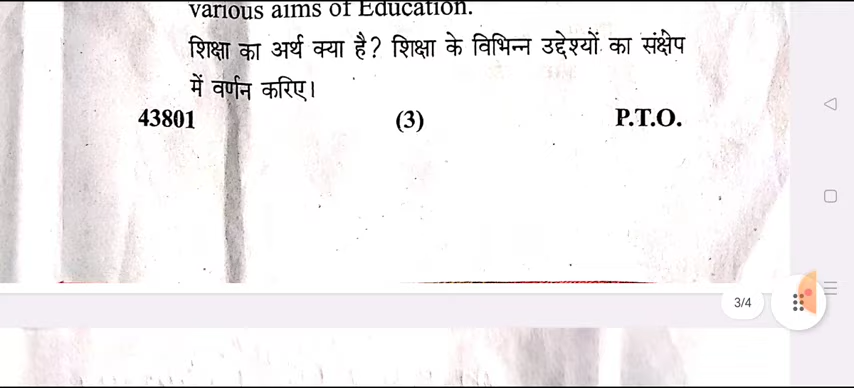 various aims of Education.
शिक्षा का अर्थ क्या है? शिक्षा के विभिन्न उद्देश्यों का संक्षेप
में वर्णन करिए।
43801 (3) P.T.O.
3/4